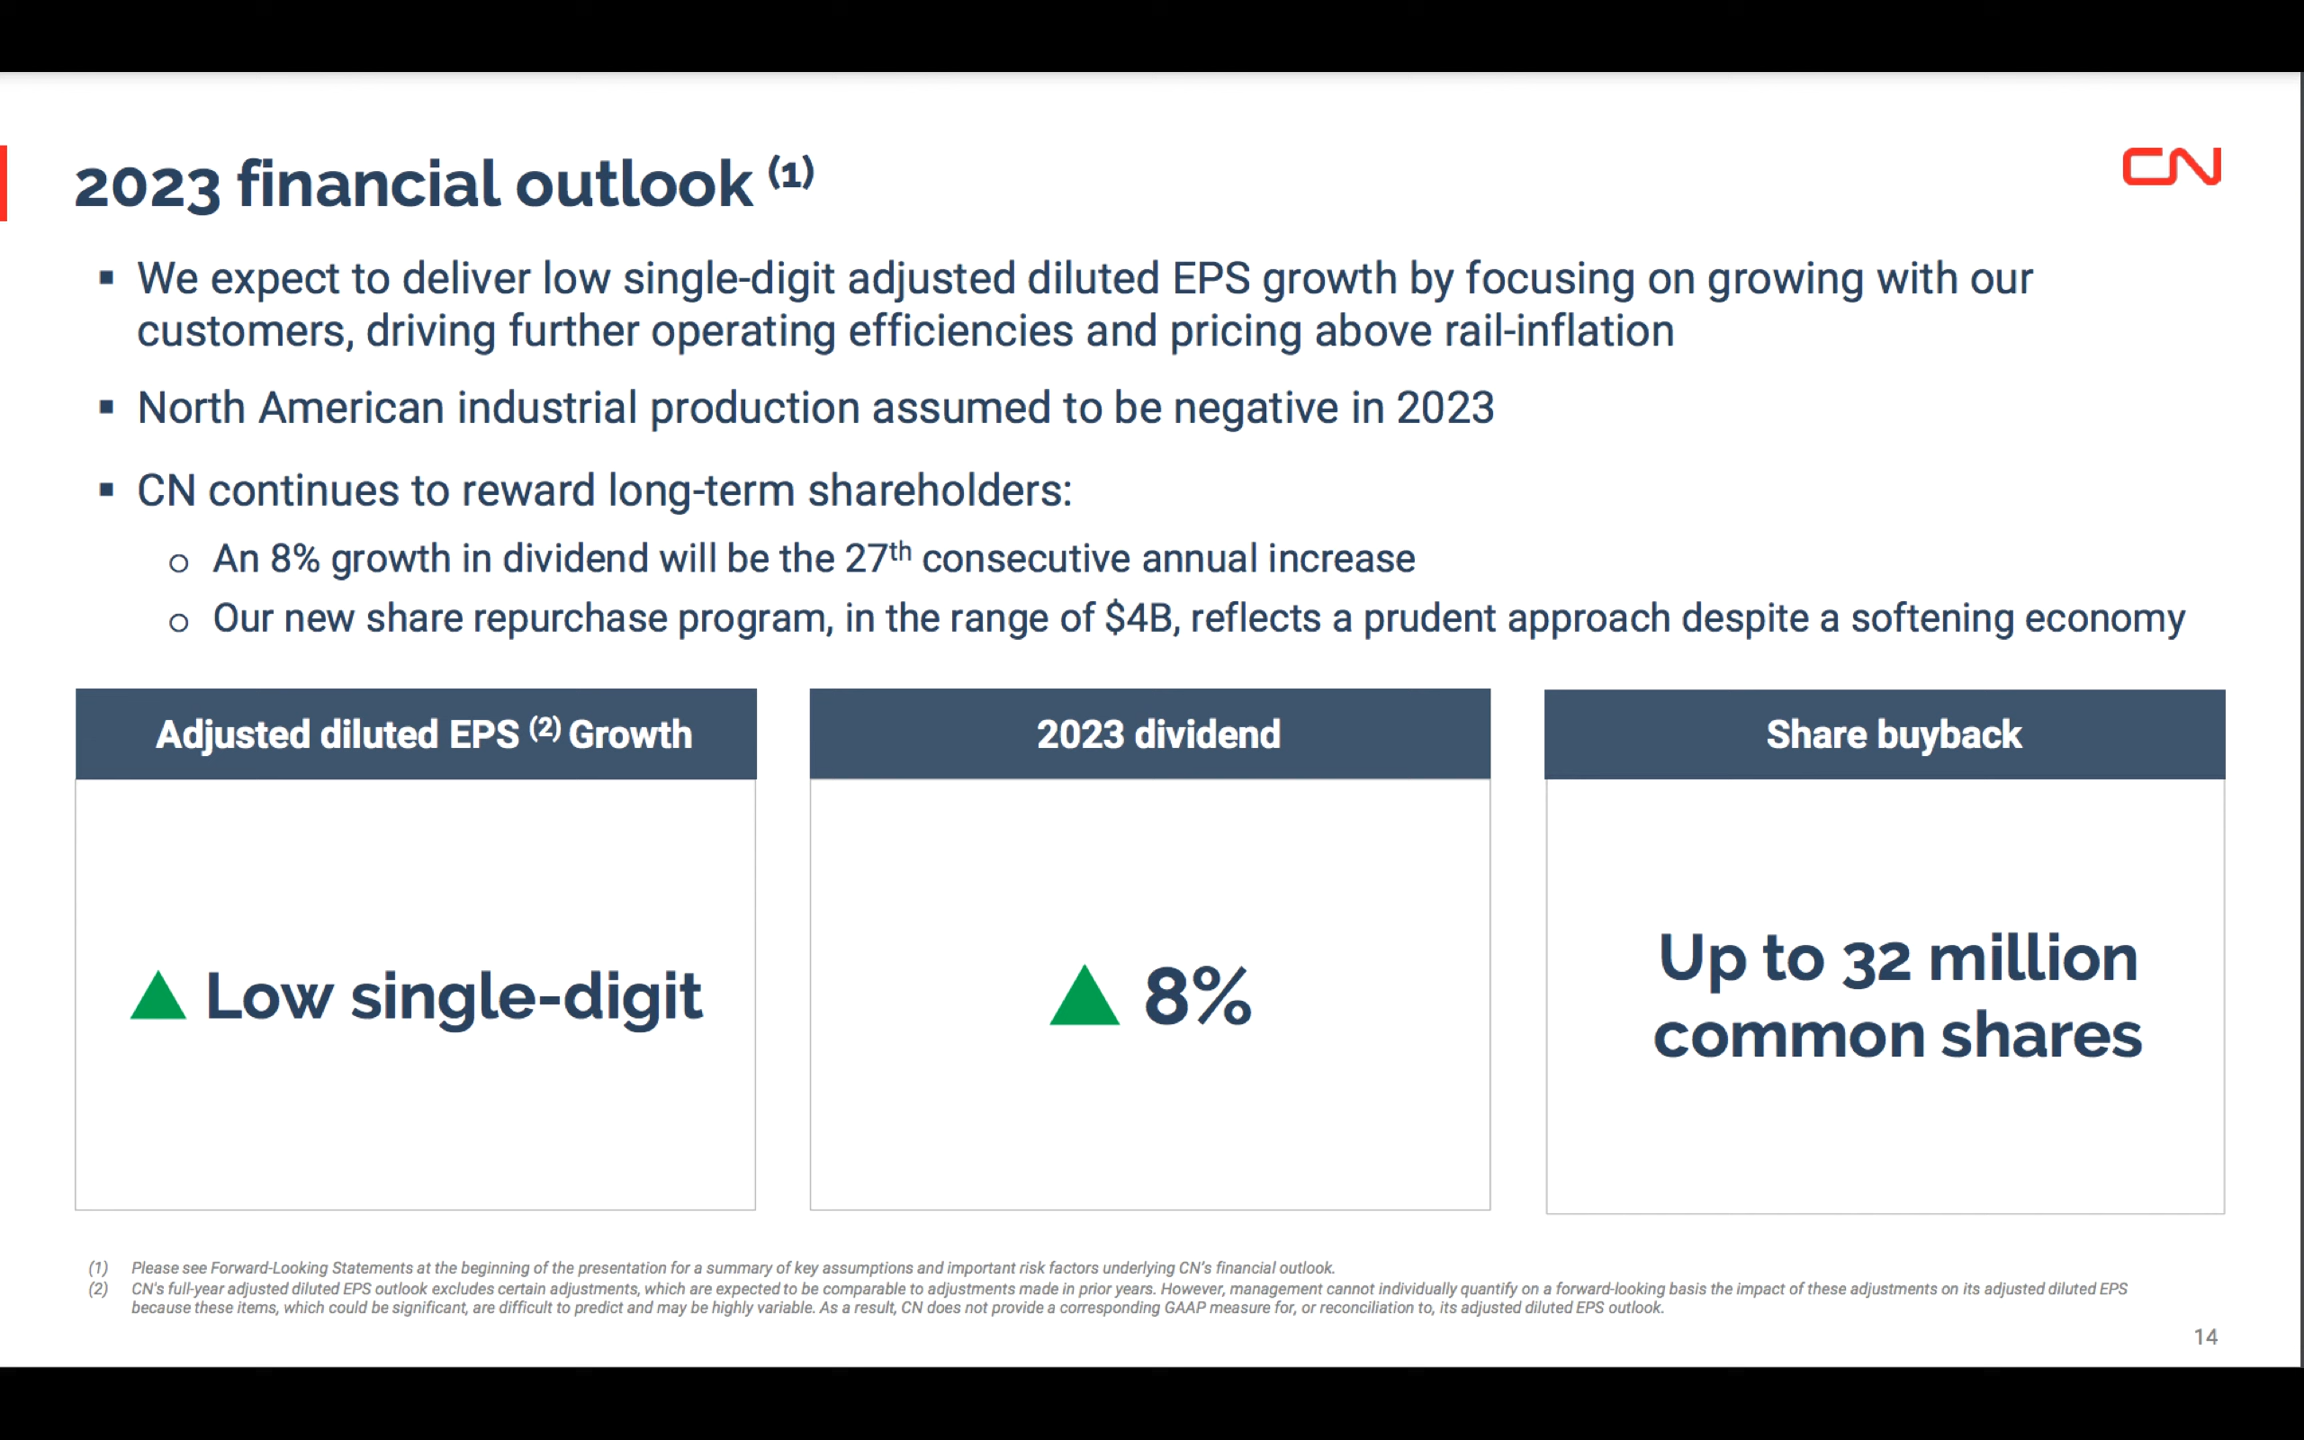 2023 financial outlook (1)
CN
▪ We expect to deliver low single-digit adjusted diluted EPS growth by focusing on growing with our
customers, driving further operating efficiencies and pricing above rail-inflation
▪ North American industrial production assumed to be negative in 2023
▪ CN continues to reward long-term shareholders:
o An 8% growth in dividend will be the 27th consecutive annual increase
o Our new share repurchase program, in the range of $4B, reflects a prudent approach despite a softening economy
Adjusted diluted EPS (2) Growth
▲ Low single-digit
2023 dividend
▲ 8%
Share buyback
Up to 32 million
common shares
(1) Please see Forward-Looking Statements at the beginning of the presentation for a summary of key assumptions and important risk factors underlying CN's financial outlook.
(2) CN's full-year adjusted diluted EPS outlook excludes certain adjustments, which are expected to be comparable to adjustments made in prior years. However, management cannot individually quantify on a forward-looking basis the impact of these adjustments on its adjusted diluted EPS
because these items, which could be significant, are difficult to predict and may be highly variable. As a result, CN does not provide a corresponding GAAP measure for, or reconciliation to, its adjusted diluted EPS outlook.
14